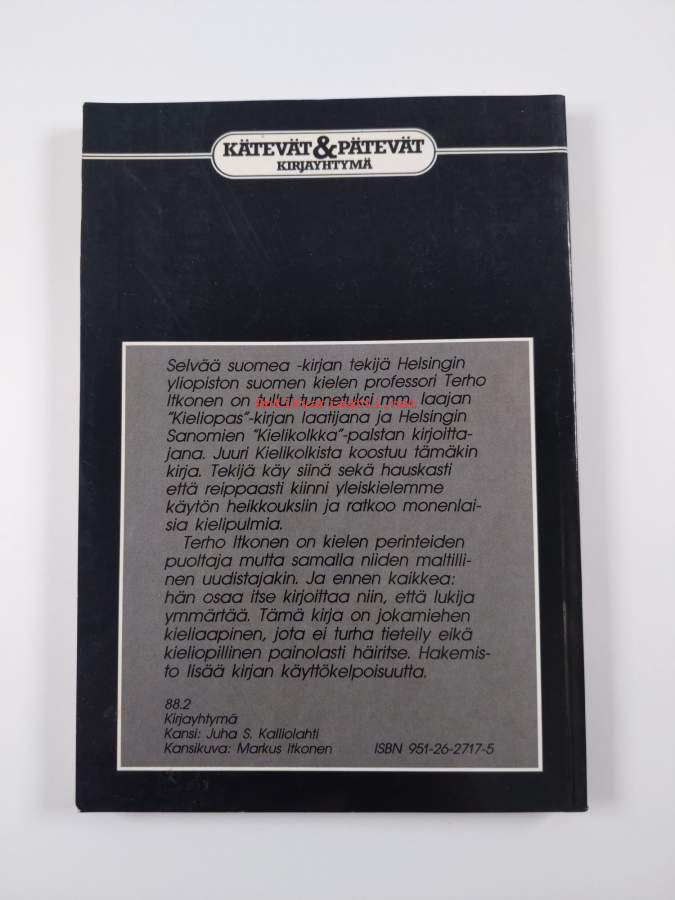 KÄTEVÄT & PÄTEVÄT
KIRJAYHTYMÄ
Selvää suomea -kirjan tekijä Helsingin
yliopiston suomen kielen professori Terho
Itkonen on tullut tunnetuksi mm. laajan
"Kieliopas"-kirjan laatijana ja Helsingin
Sanomien "Kielikolkka"-palstan kirjoitta-
jana. Juuri Kielikolkista koostuu tämäkin
kirja. Tekijä käy siinä sekä hauskasti
että reippaasti kiinni yleiskielemme
käytön heikkouksiin ja ratkoo monenlai-
sia kielipulmia.
Terho Itkonen on kielen perinteiden
puoltaja mutta samalla niiden maltilli-
nen uudistajakin. Ja ennen kaikkea:
hän osaa itse kirjoittaa niin, että lukija
ymmärtää. Tämä kirja on jokamiehen
kieliaapinen, jota ei turha tieteily eikä
kieliopillinen painolasti häiritse. Hakemis-
to lisää kirjan käyttökelpoisuutta.
88.2
Kirjayhtymä
Kansi: Juha S. Kalliolahti
Kansikuva: Markus Itkonen ISBN 951-26-2717-5